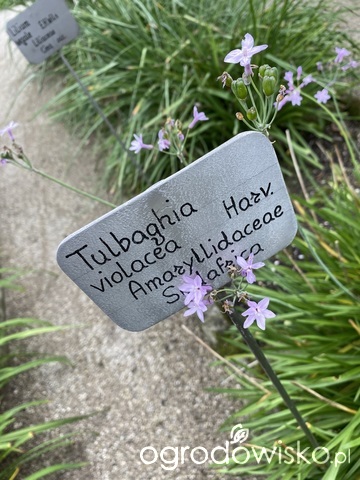 Tulbaghia Harv.
violacea
Amaryllidaceae
ogrodowisko.pl